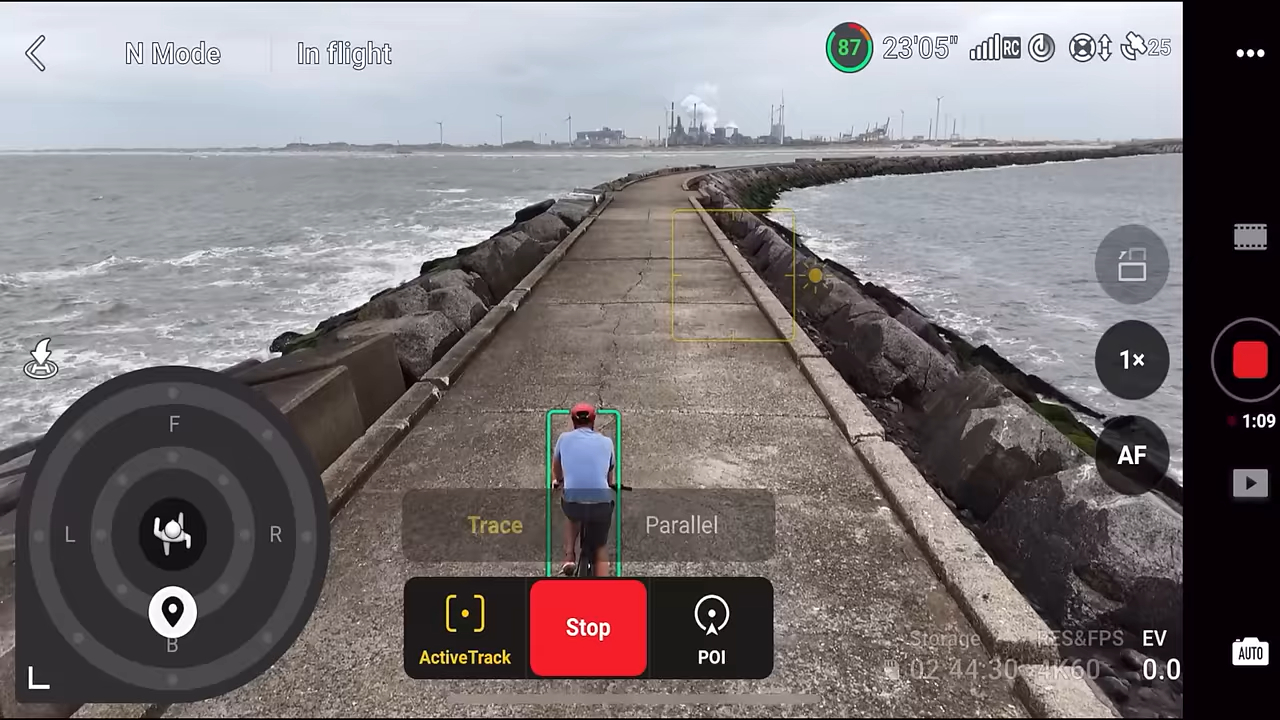 N Mode
In flight
87
23'05"
RC
25
1×
1:09
AF
F
L
R
B
Trace
Parallel
ActiveTrack
Stop
POI
Storage
RES&FPS
EV
02:44:30
4K60
0.0
AUTO